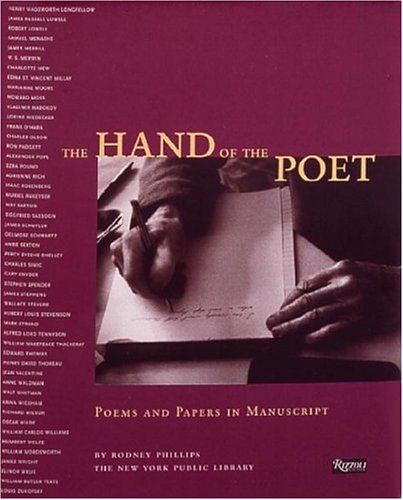 HENRY WADSWORTH LONGFELLOW
JAMES RUSSELL LOWELL
ROBERT LOWELL
SAMUEL MENASHE
JAMES MERRILL
W. S. MERWIN
CHARLOTTE MEW
EDNA ST. VINCENT MILLAY
MARIANNE MOORE
HOWARD MOSS
VLADIMIR NABOKOV
LORINE NIEDECKER
FRANK O'HARA
CHARLES OLSON
RON PADGETT
ALEXANDER POPE
EZRA POUND
ADRIENNE RICH
ISAAC ROSENBERG
MURIEL RUKEYSER
MAY SARTON
SIEGFRIED SASSOON
JAMES SCHUYLER
DELMORE SCHWARTZ
ANNE SEXTON
PERCY BYSSHE SHELLEY
CHARLES SIMIC
GARY SNYDER
STEPHEN SPENDER
JAMES STEPHENS
WALLACE STEVENS
ROBERT LOUIS STEVENSON
MARK STRAND
ALFRED LORD TENNYSON
WILLIAM MAKEPEACE THACKERAY
EDWARD THOMAS
HENRY DAVID THOREAU
JEAN VALENTINE
ANNE WALDMAN
WALT WHITMAN
ANNA WICKHAM
RICHARD WILBUR
OSCAR WILDE
WILLIAM CARLOS WILLIAMS
HUMBERT WOLFE
WILLIAM WORDSWORTH
JAMES WRIGHT
ELINOR WYLIE
WILLIAM BUTLER YEATS
LOUIS ZUKOFSKY
THE HAND OF THE
POET
POEMS AND PAPERS IN MANUSCRIPT
BY RODNEY PHILLIPS
THE NEW YORK PUBLIC LIBRARY
RIZZOLI